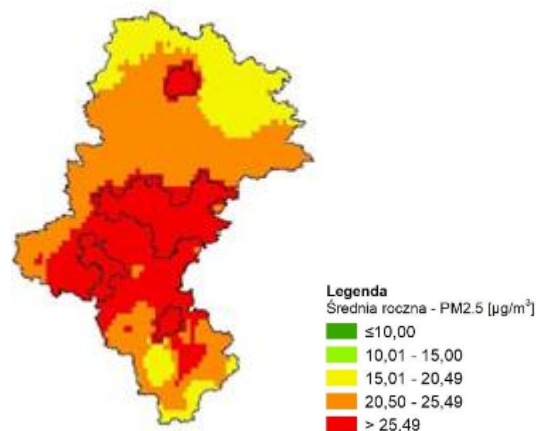 Legenda
Średnia roczna - PM2.5 [µg/m³]
≤10,00
10,01 - 15,00
15,01 - 20,49
20,50 - 25,49
> 25,49